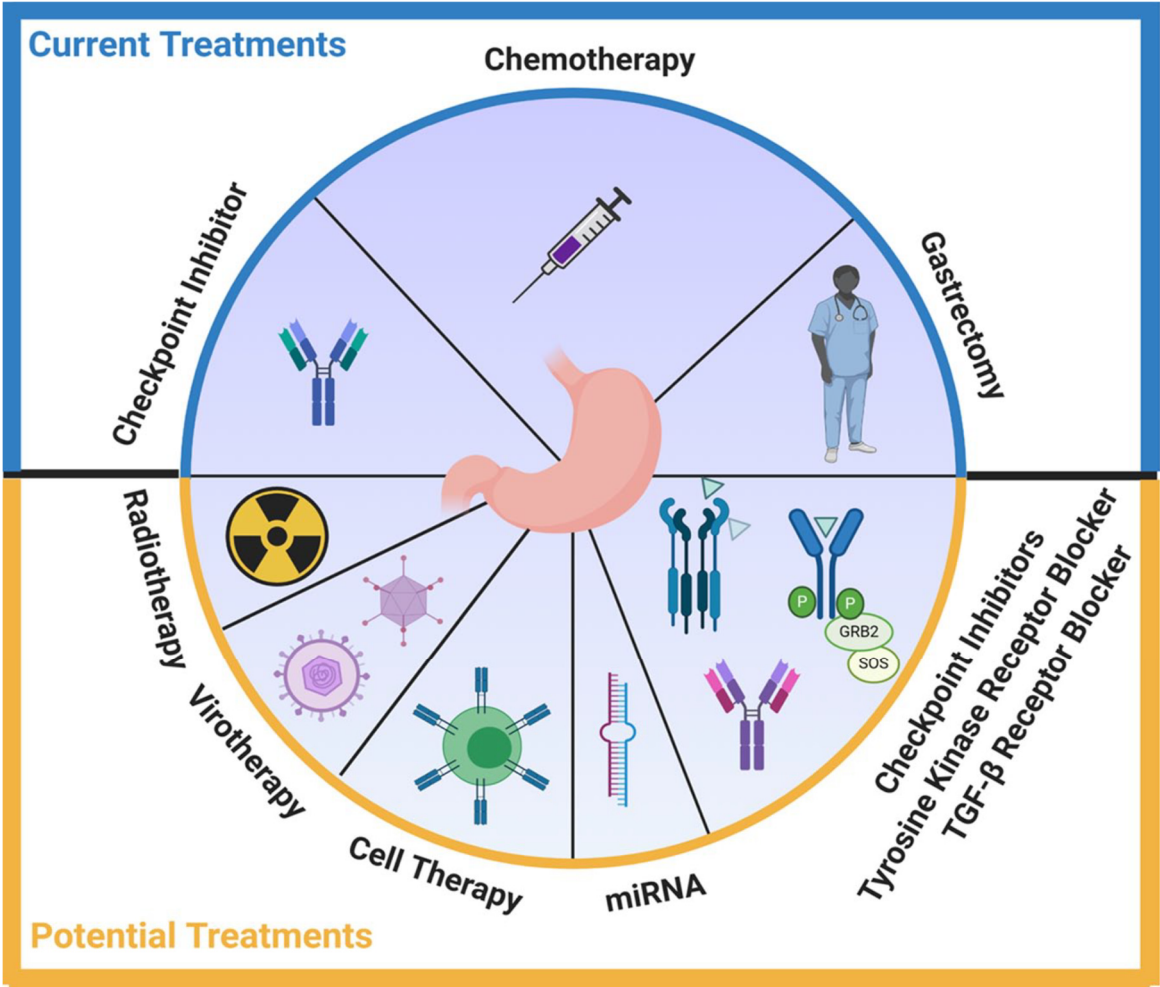 Current Treatments
Chemotherapy
Checkpoint Inhibitor
Gastrectomy
Radiotherapy
Virotherapy
Cell Therapy
miRNA
P
P
GRB2
SOS
Checkpoint Inhibitors
Tyrosine Kinase Receptor Blocker
TGF-β Receptor Blocker
Potential Treatments